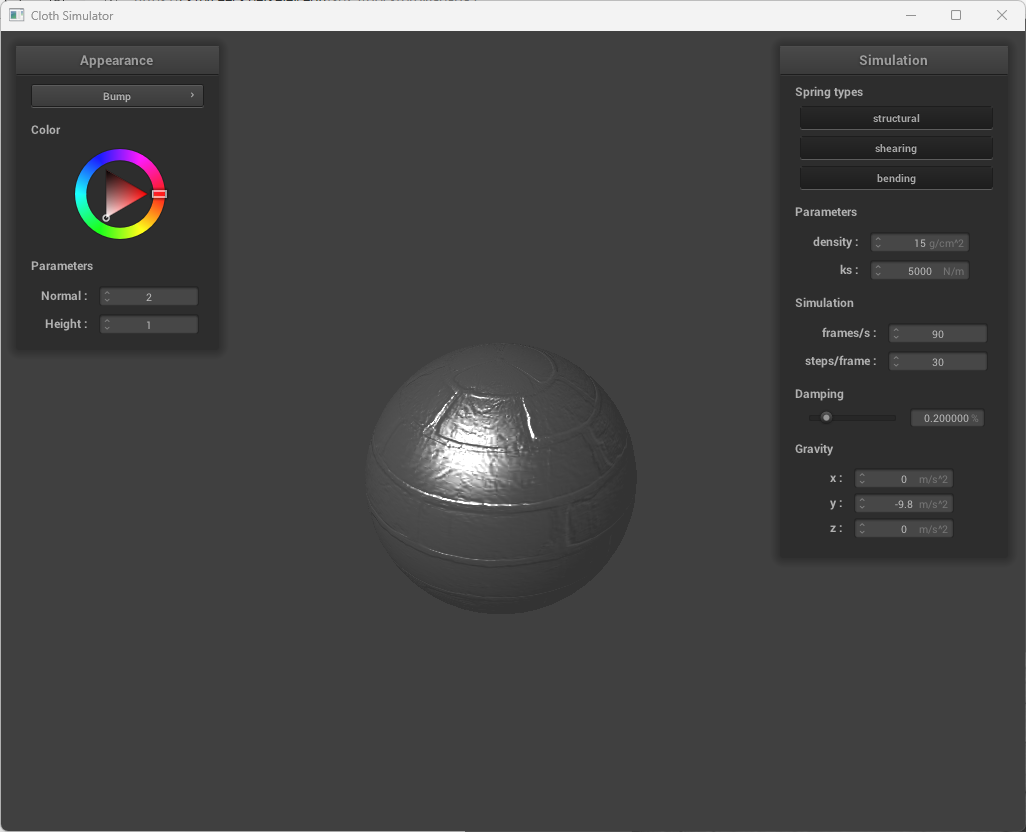 Cloth Simulator
Appearance
Bump
Color
Parameters
Normal : 2
Height : 1
Simulation
Spring types
structural
shearing
bending
Parameters
density : 15 g/cm^2
ks : 5000 N/m
Simulation
frames/s : 90
steps/frame : 30
Damping
0.200000 %
Gravity
x : 0 m/s^2
y : -9.8 m/s^2
z : 0 m/s^2